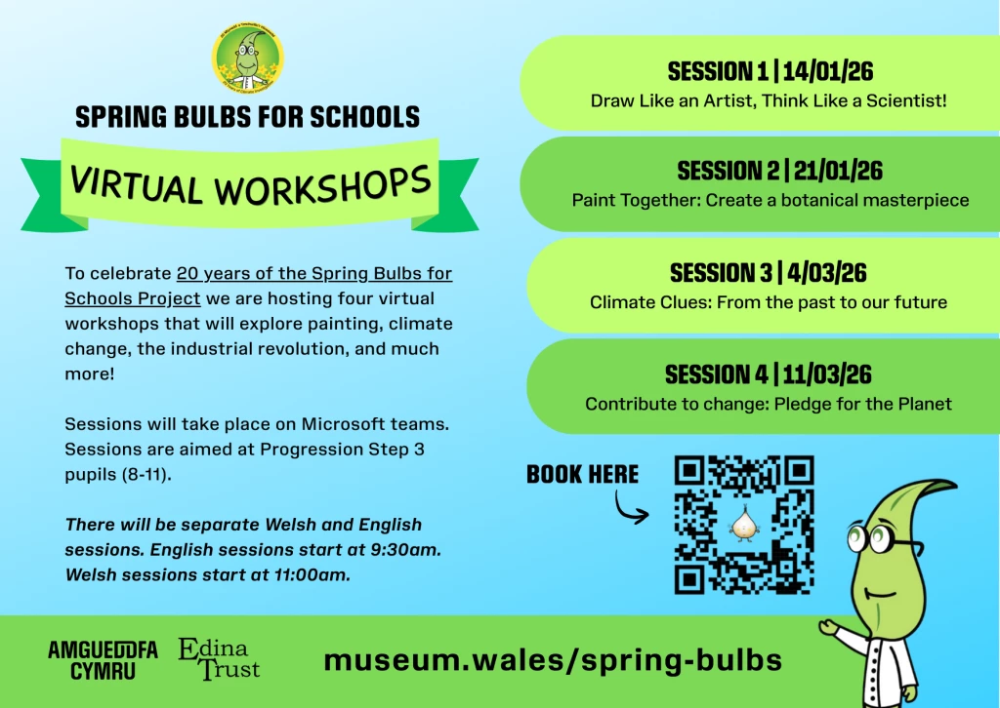 SPRING BULBS FOR SCHOOLS
VIRTUAL WORKSHOPS
To celebrate 20 years of the Spring Bulbs for
Schools Project we are hosting four virtual
workshops that will explore painting, climate
change, the industrial revolution, and much
more!
Sessions will take place on Microsoft teams.
Sessions are aimed at Progression Step 3
pupils (8-11).
There will be separate Welsh and English
sessions. English sessions start at 9:30am.
Welsh sessions start at 11:00am.
SESSION 1 | 14/01/26
Draw Like an Artist, Think Like a Scientist!
SESSION 2 | 21/01/26
Paint Together: Create a botanical masterpiece
SESSION 3 | 4/03/26
Climate Clues: From the past to our future
SESSION 4 | 11/03/26
Contribute to change: Pledge for the Planet
BOOK HERE
AMGUEDDFA
CYMRU
Edina
Trust
museum.wales/spring-bulbs